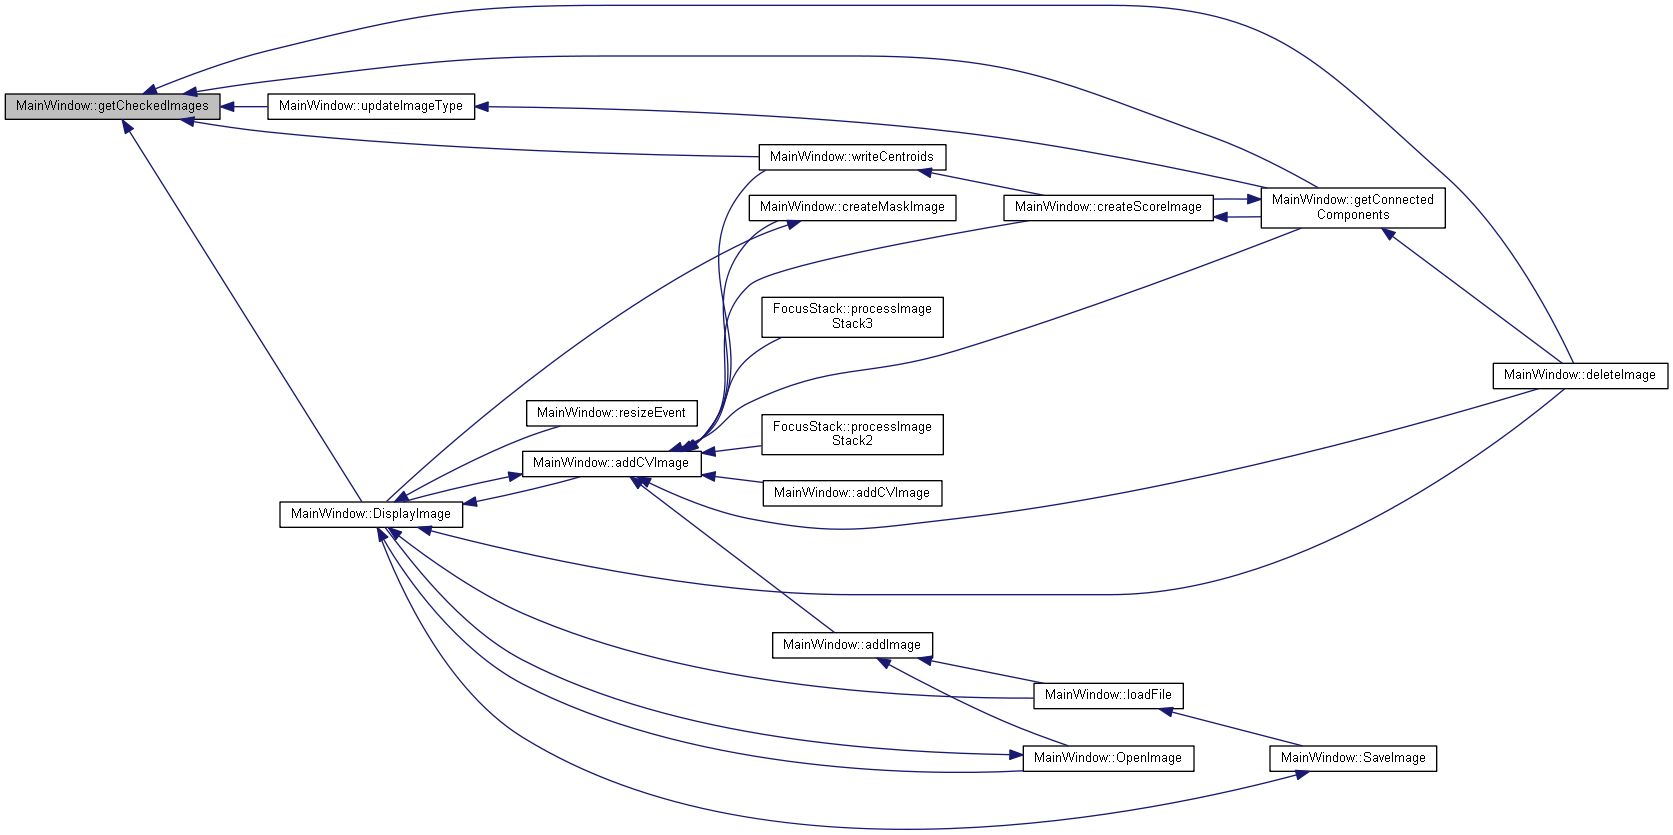 MainWindow::getCheckedImages
MainWindow::updateImageType
MainWindow::writeCentroids
MainWindow::createMaskImage
MainWindow::createScoreImage
MainWindow::getConnected
Components
FocusStack::processImage
Stack3
MainWindow::deleteImage
MainWindow::resizeEvent
FocusStack::processImage
Stack2
MainWindow::addCVImage
MainWindow::addCVImage
MainWindow::DisplayImage
MainWindow::addImage
MainWindow::loadFile
MainWindow::OpenImage
MainWindow::SaveImage